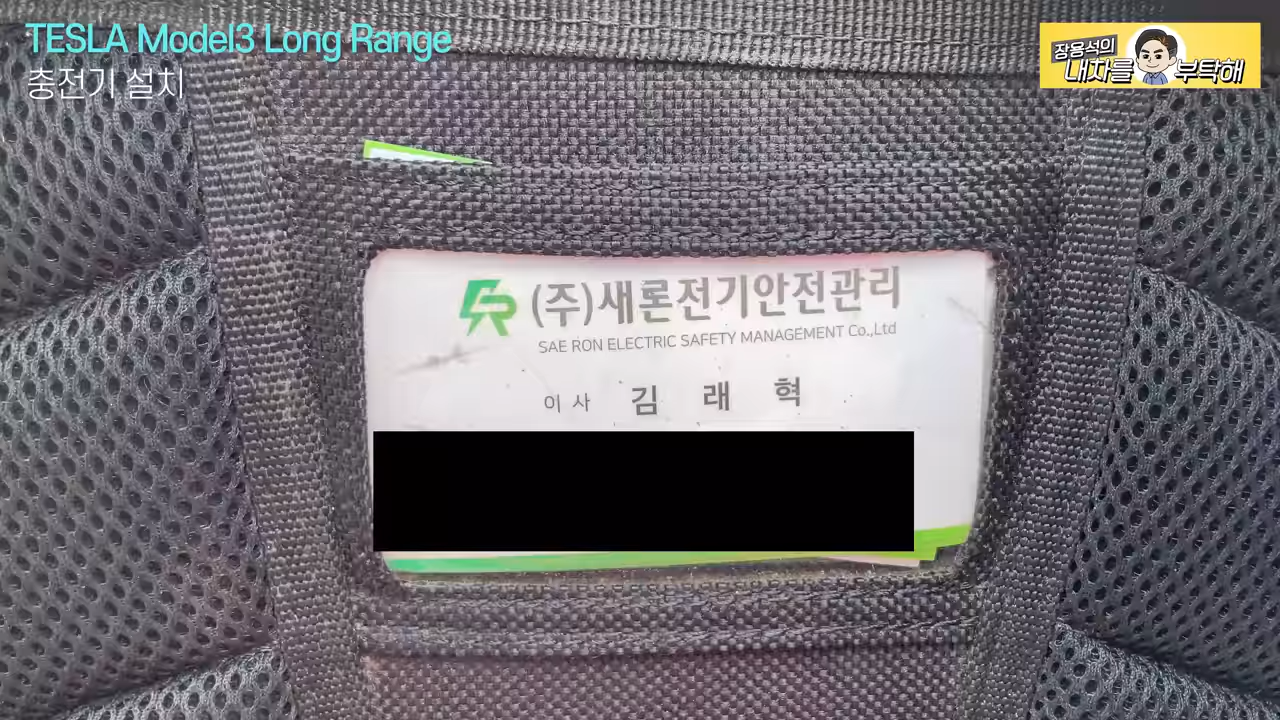 TESLA Model3 Long Range
충전기 설치
장용석의
내차를 부탁해
(주)새론전기안전관리
SAE RON ELECTRIC SAFETY MANAGEMENT Co.,Ltd
이사 김 래 혁